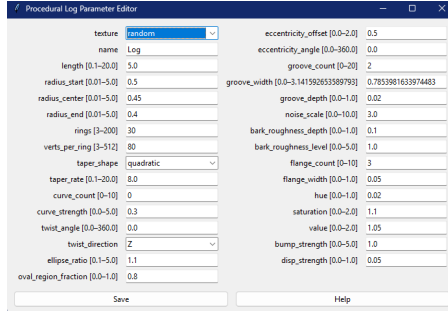 Procedural Log Parameter Editor
texture random
name Log
length [0.1–20.0] 5.0
radius_start [0.01–5.0] 0.5
radius_center [0.01–5.0] 0.45
radius_end [0.01–5.0] 0.4
rings [3–200] 30
verts_per_ring [3–512] 80
taper_shape quadratic
taper_rate [0.1–20.0] 8.0
curve_count [0–10] 0
curve_strength [0.0–5.0] 0.3
twist_angle [0.0–360.0] 0.0
twist_direction Z
ellipse_ratio [0.1–5.0] 1.1
oval_region_fraction [0.0–1.0] 0.8
eccentricity_offset [0.0–2.0] 0.5
eccentricity_angle [0.0–360.0] 0.0
groove_count [0–20] 2
groove_width [0.0–3.141592653589793] 0.7853981633974483
groove_depth [0.0–1.0] 0.02
noise_scale [0.0–10.0] 3.0
bark_roughness_depth [0.0–1.0] 0.1
bark_roughness_level [0.0–5.0] 1.0
flange_count [0–10] 3
flange_width [0.0–1.0] 0.05
hue [0.0–1.0] 0.02
saturation [0.0–2.0] 1.1
value [0.0–2.0] 1.05
bump_strength [0.0–5.0] 1.0
disp_strength [0.0–1.0] 0.05
Save
Help